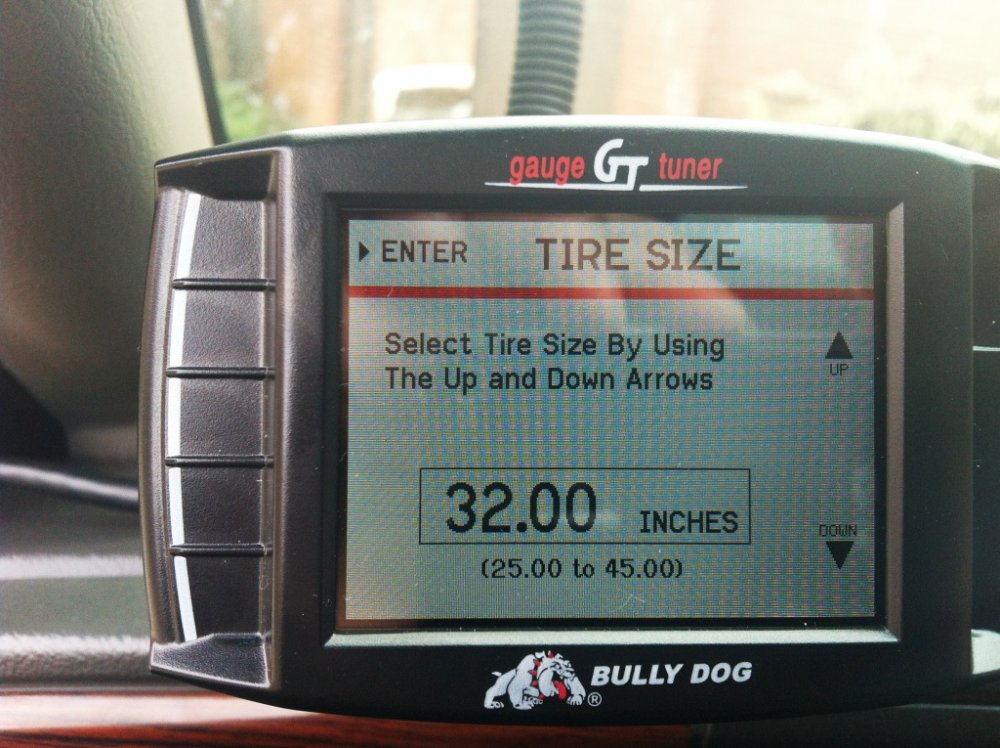 gauge GT tuner
ENTER TIRE SIZE
Select Tire Size By Using
The Up and Down Arrows
UP
32.00 INCHES
DOWN
(25.00 to 45.00)
BULLY DOG®